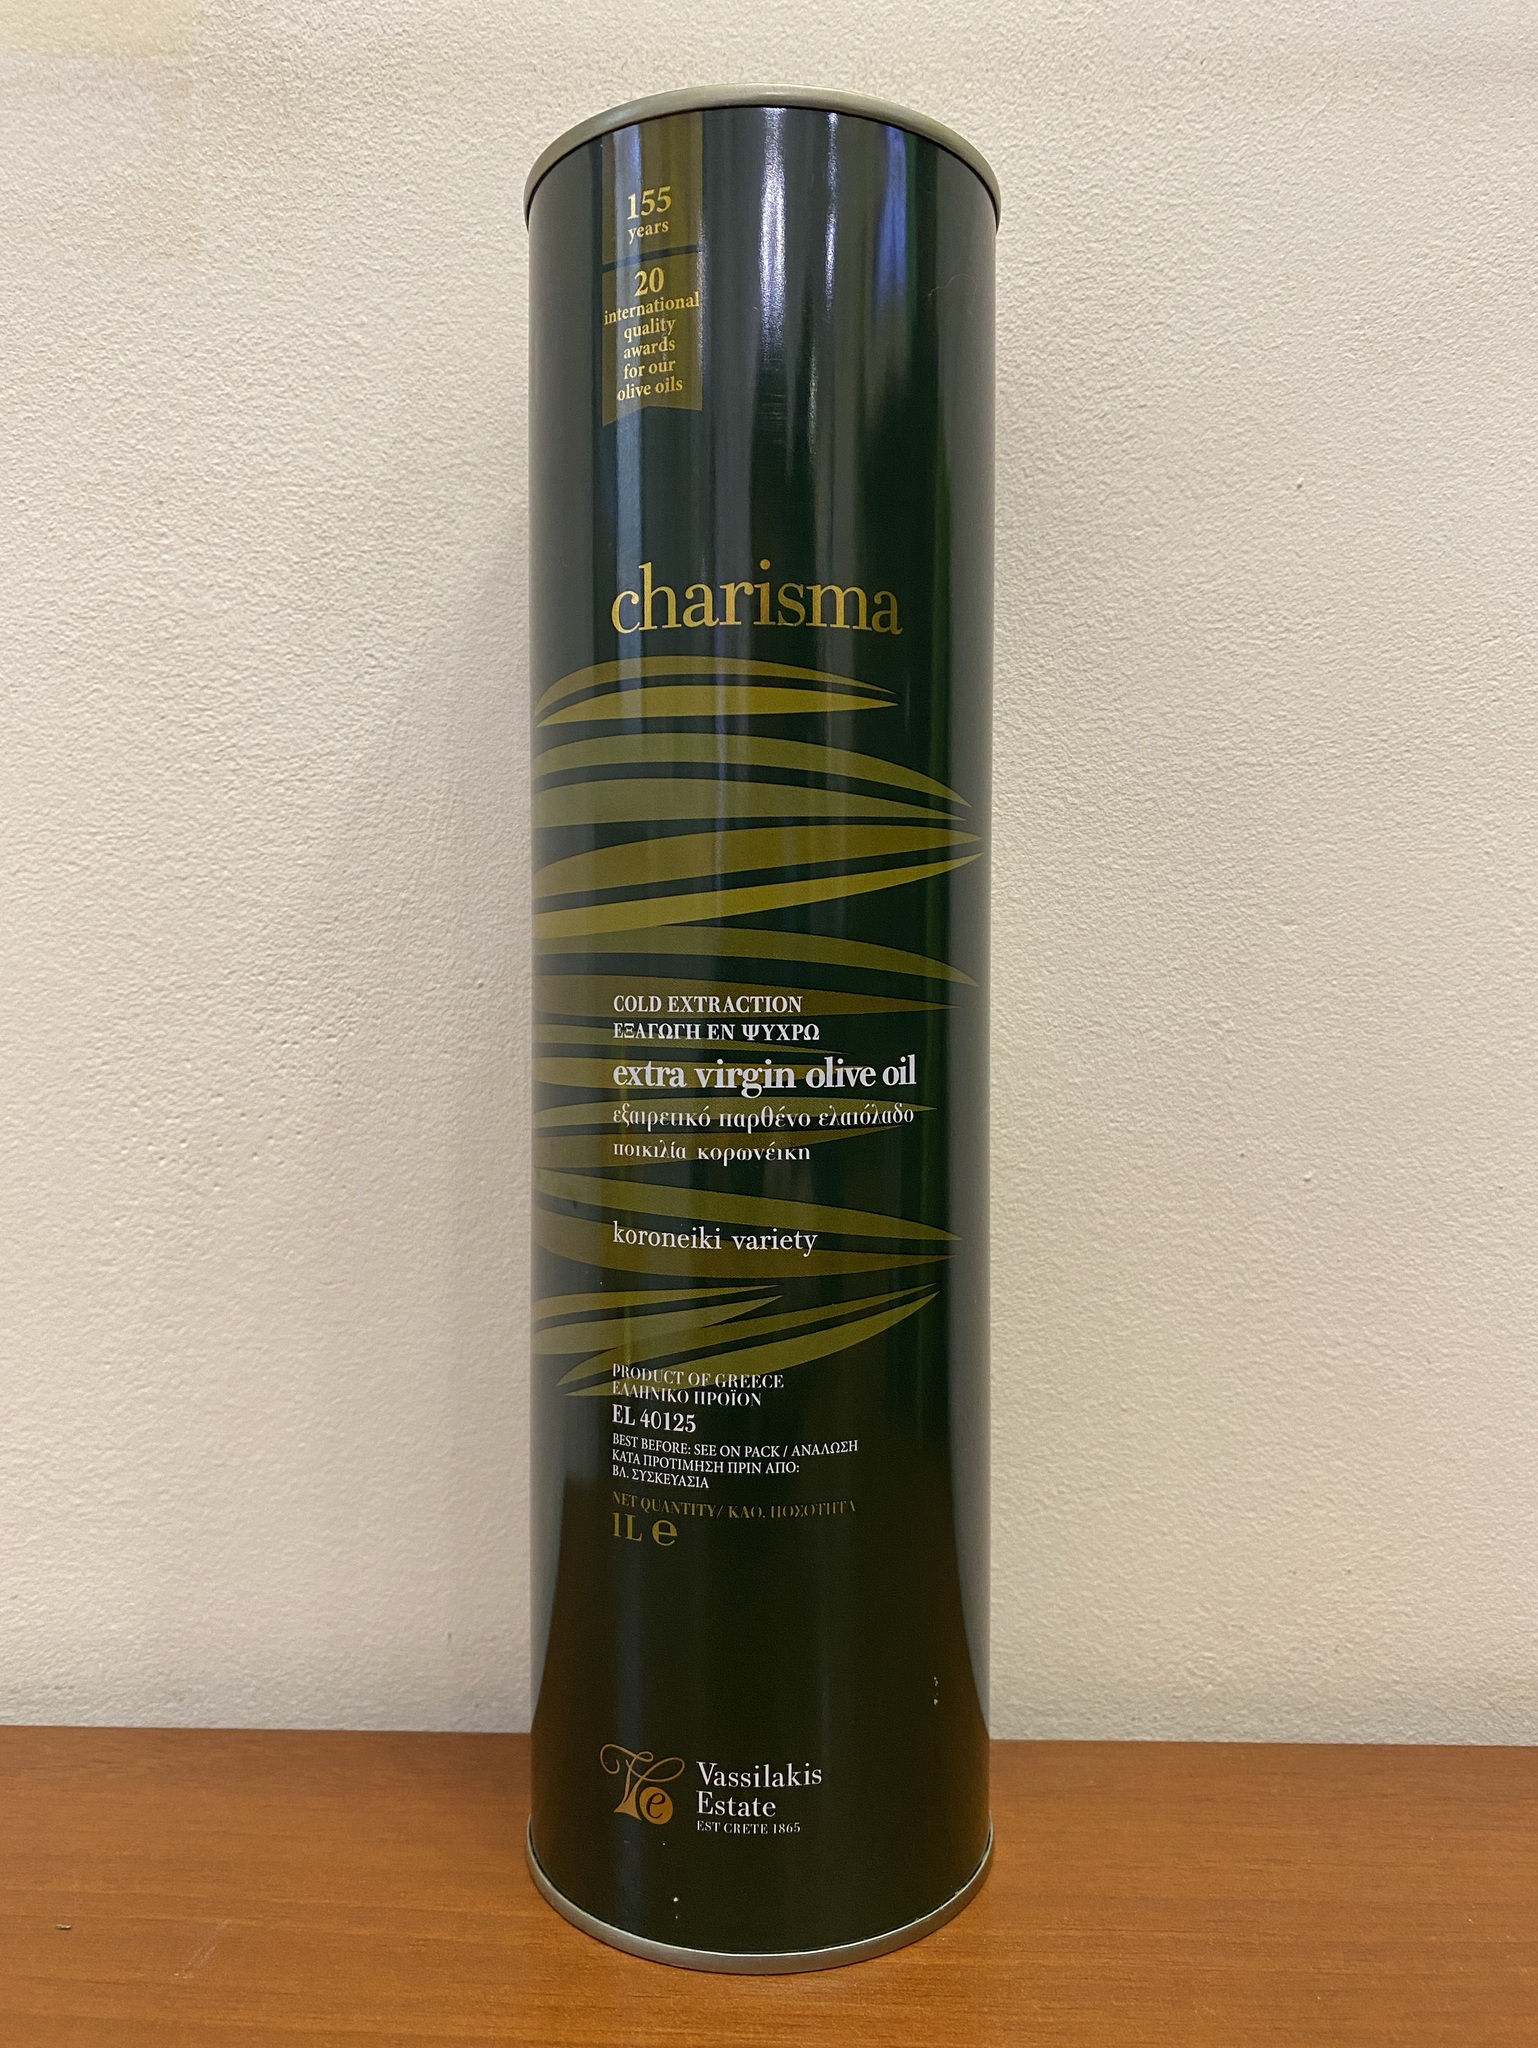 155
years
20
international
quality
awards
for our
olive oils
charisma
COLD EXTRACTION
ΕΞΑΓΩΓΗ ΕΝ ΨΥΧΡΩ
extra virgin olive oil
εξαιρετικό παρθένο ελαιόλαδο
ποικιλία κορωνέικη
koroneiki variety
PRODUCT OF GREECE
ΕΛΛΗΝΙΚΟ ΠΡΟΪΟΝ
EL 40125
BEST BEFORE: SEE ON PACK / ΑΝΑΛΩΣΗ
ΚΑΤΑ ΠΡΟΤΙΜΗΣΗ ΠΡΙΝ ΑΠΟ:
ΒΛ. ΣΥΣΚΕΥΑΣΙΑ
NET QUANTITY/ ΚΑΘ. ΠΟΣΟΤΗΤΑ
1L ℮
Ve
Vassilakis
Estate
EST CRETE 1865